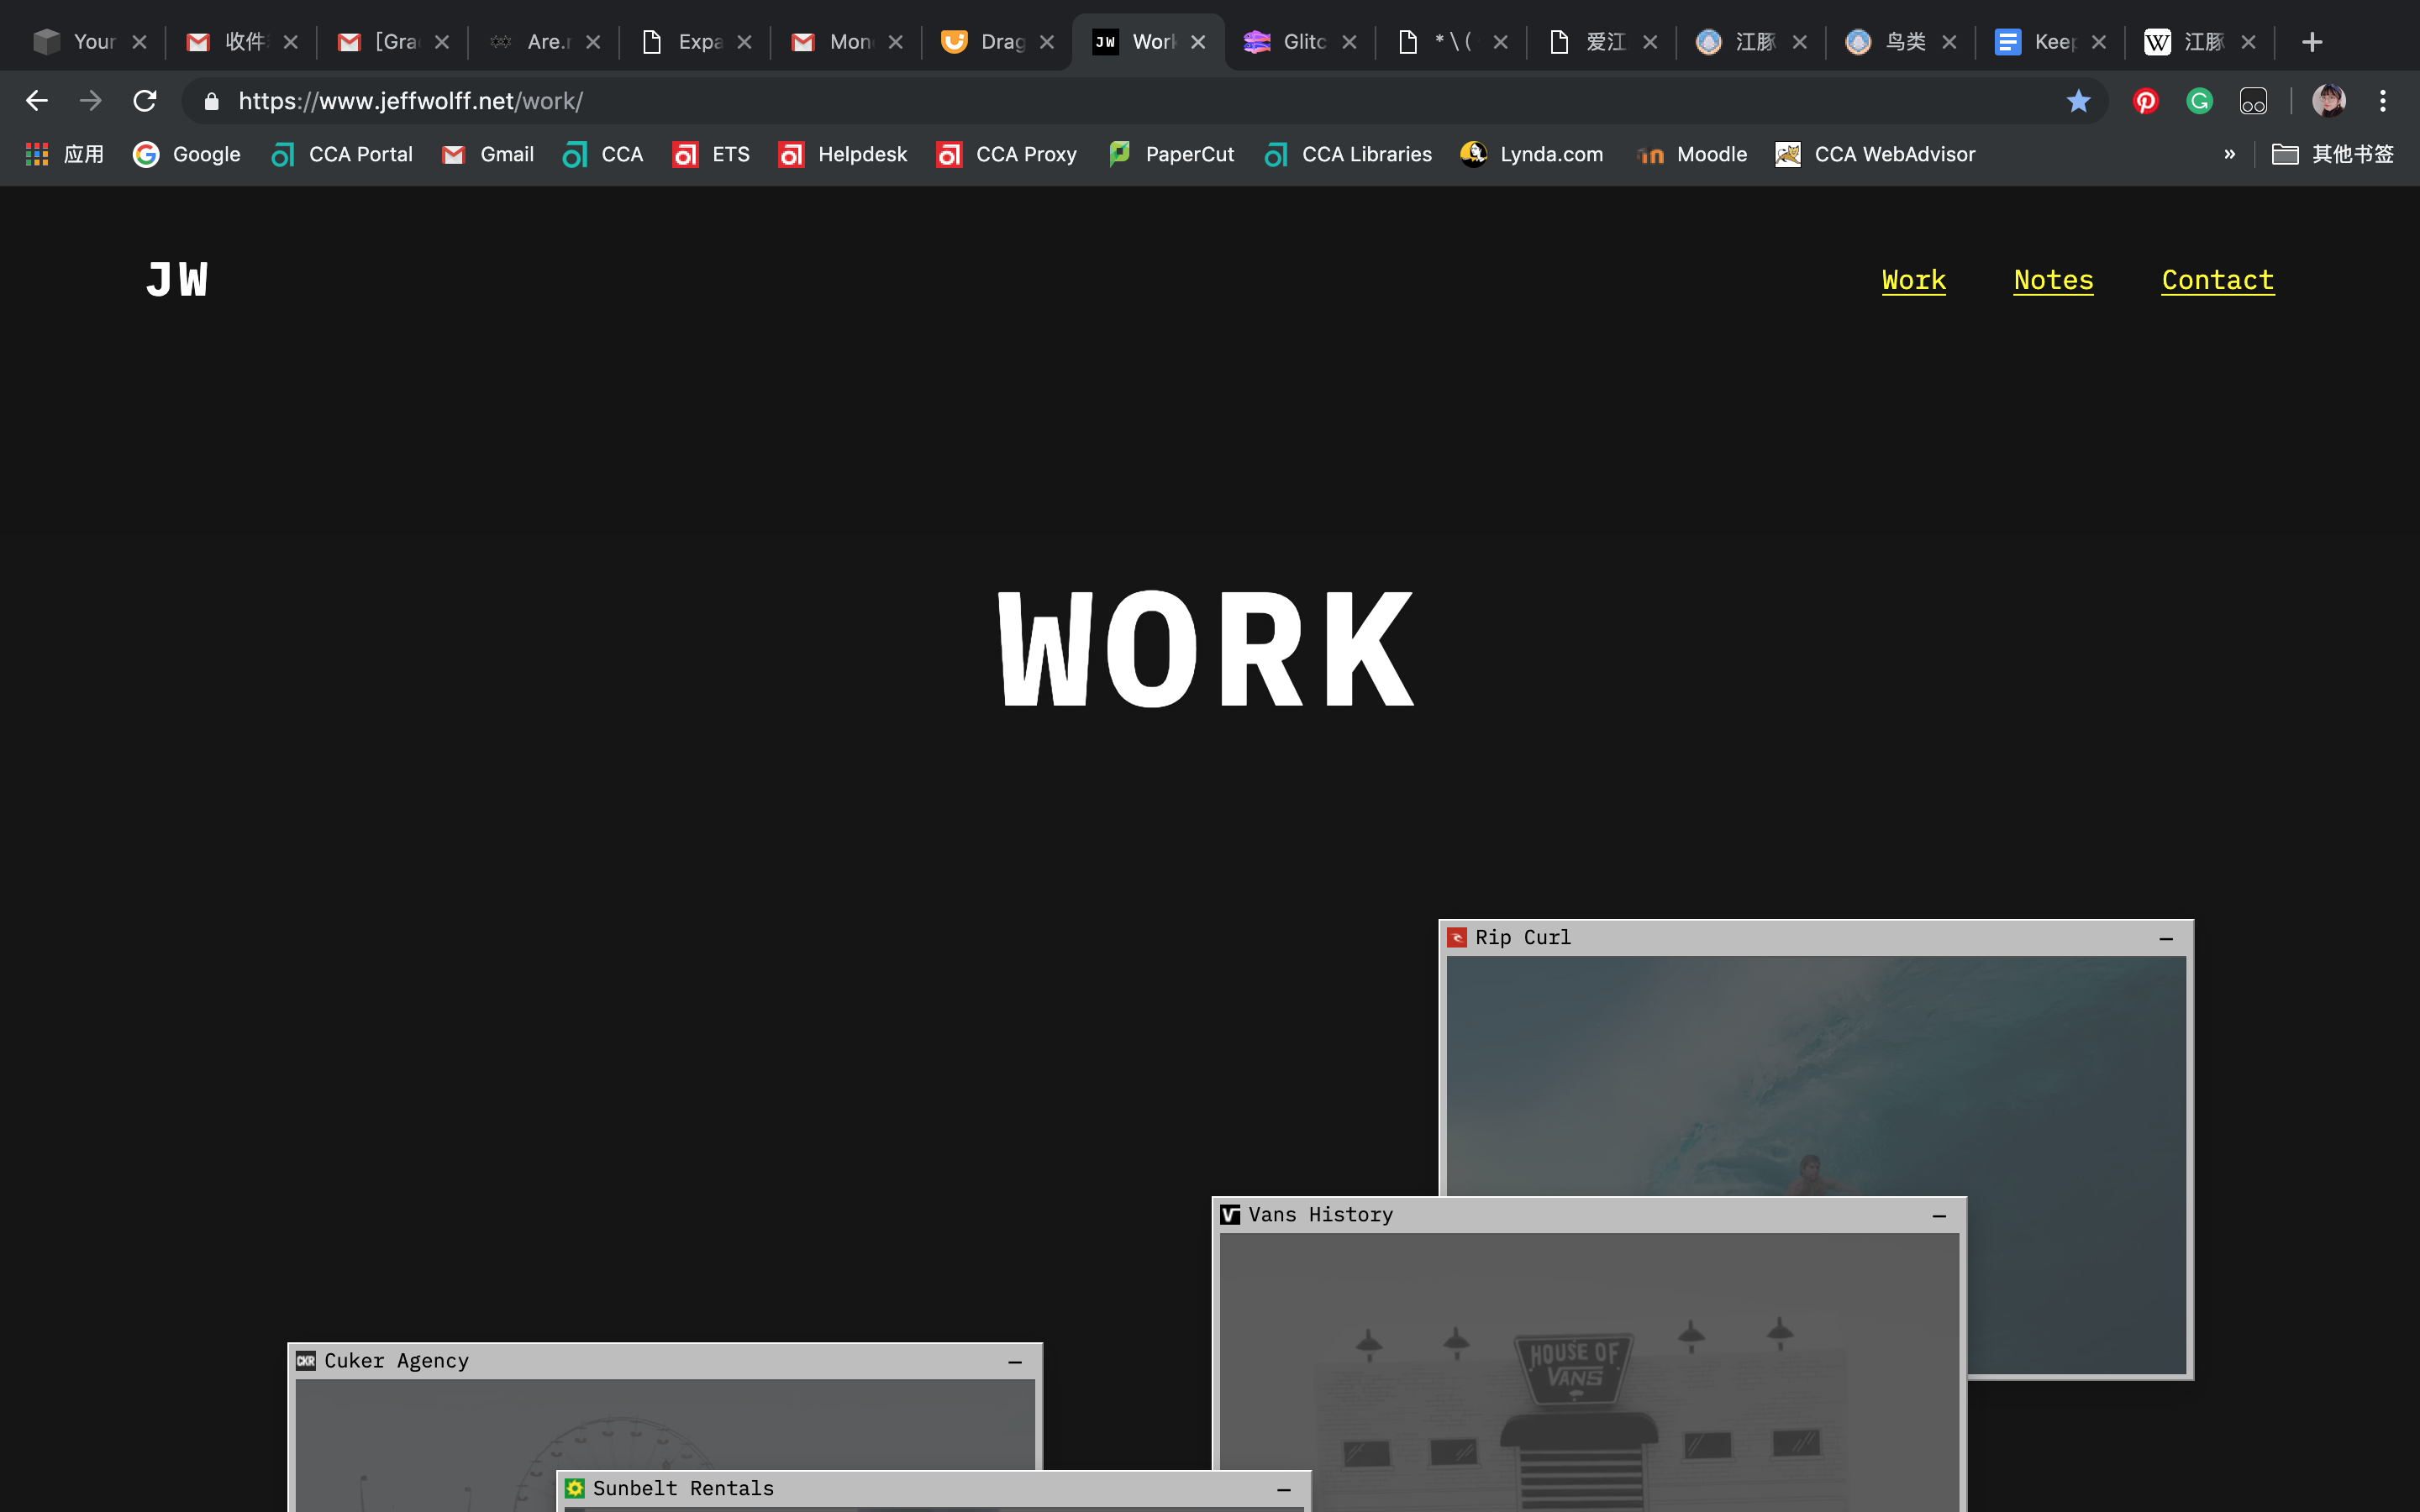 Your 收件 [Gra Are. Expa Mon Drag JW Work Glitc *\( 爱江 江豚 鸟类 Keep W 江豚
https://www.jeffwolff.net/work/
应用 Google CCA Portal Gmail CCA ETS Helpdesk CCA Proxy PaperCut CCA Libraries Lynda.com Moodle CCA WebAdvisor » 其他书签
JW Work Notes Contact
WORK
Rip Curl
Vans History
HOUSE OF
VANS
CKR Cuker Agency
Sunbelt Rentals